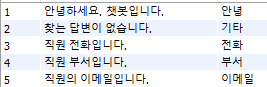 1 안녕하세요. 챗봇입니다. 안녕
2 찾는 답변이 없습니다. 기타
3 직원 전화입니다. 전화
4 직원 부서입니다. 부서
5 직원의 이메일입니다. 이메일